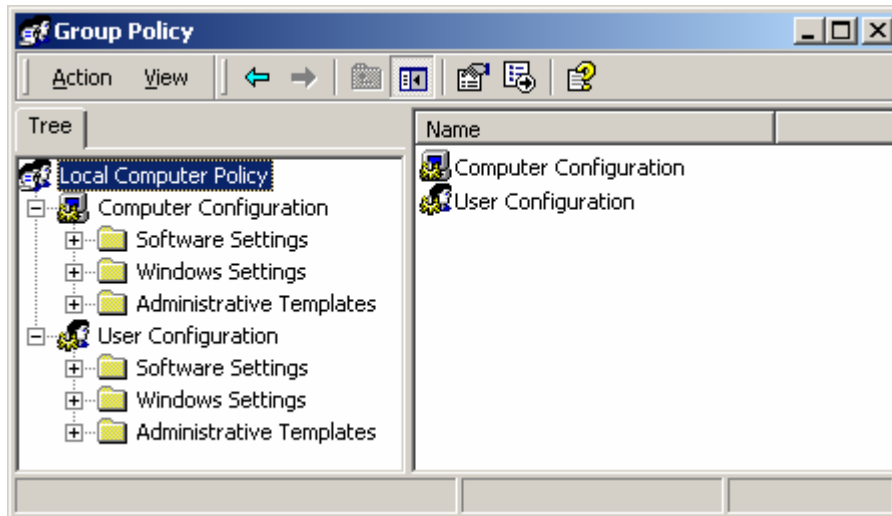 Group Policy
Action View
Tree
Name
Local Computer Policy
Computer Configuration
Software Settings
Windows Settings
Administrative Templates
User Configuration
Software Settings
Windows Settings
Administrative Templates
Computer Configuration
User Configuration